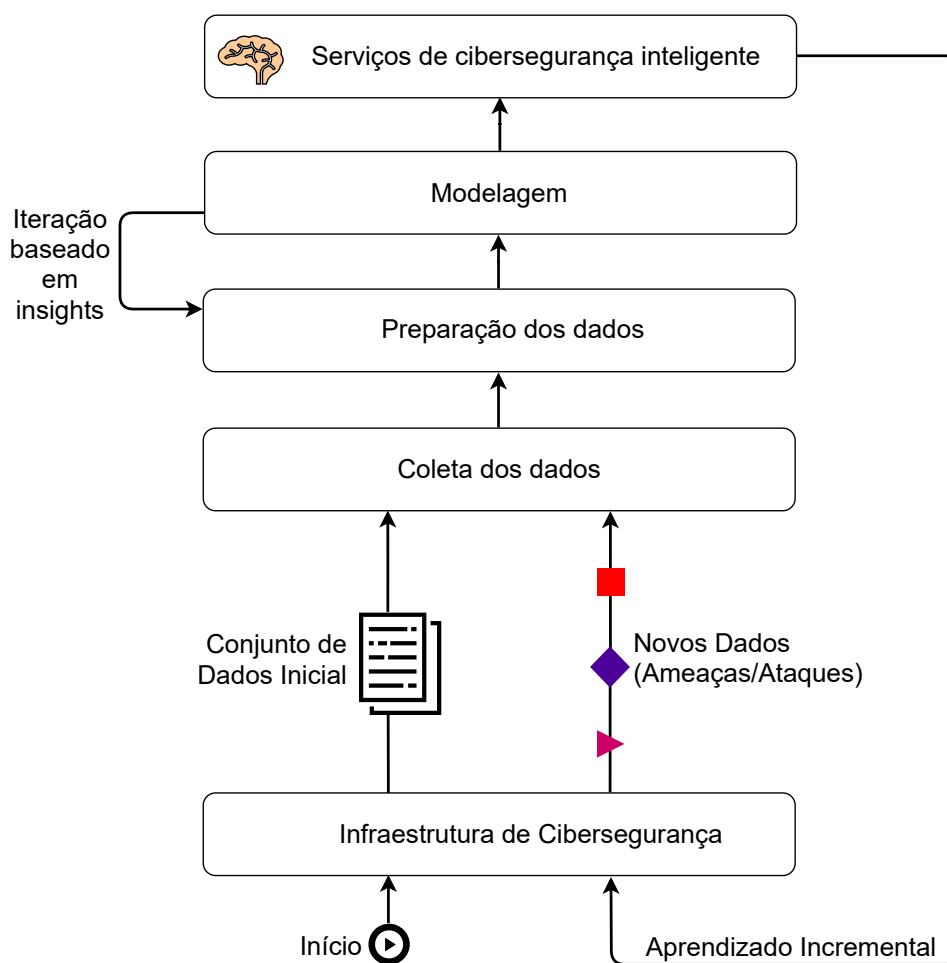 Serviços de cibersegurança inteligente
Modelagem
Iteração
baseado
em
insights
Preparação dos dados
Coleta dos dados
Conjunto de
Dados Inicial
Novos Dados
(Ameaças/Ataques)
Infraestrutura de Cibersegurança
Início
Aprendizado Incremental